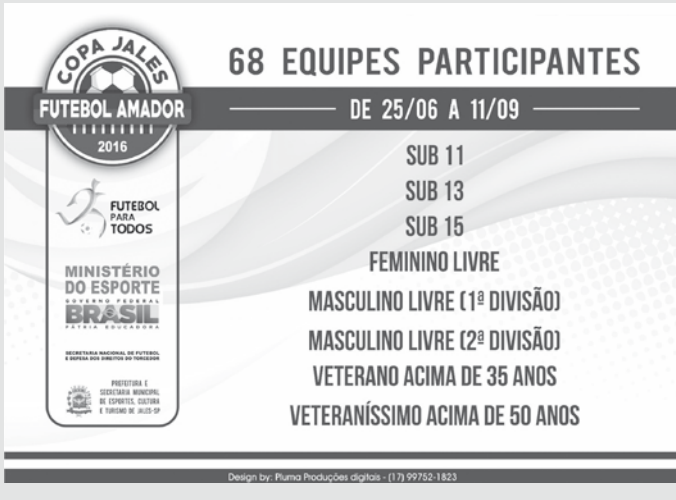 COPA JALES
FUTEBOL AMADOR
2016
FUTEBOL
PARA
TODOS
MINISTÉRIO
DO ESPORTE
GOVERNO FEDERAL
BRASIL
PÁTRIA EDUCADORA
SECRETARIA NACIONAL DE FUTEBOL
E DEFESA DOS DIREITOS DO TORCEDOR
PREFEITURA E
SECRETARIA MUNICIPAL
DE ESPORTES, CULTURA
E TURISMO DE JALES-SP
68 EQUIPES PARTICIPANTES
DE 25/06 A 11/09
SUB 11
SUB 13
SUB 15
FEMININO LIVRE
MASCULINO LIVRE (1ª DIVISÃO)
MASCULINO LIVRE (2ª DIVISÃO)
VETERANO ACIMA DE 35 ANOS
VETERANÍSSIMO ACIMA DE 50 ANOS
Design by: Pluma Produções digitais - (17) 99752-1823